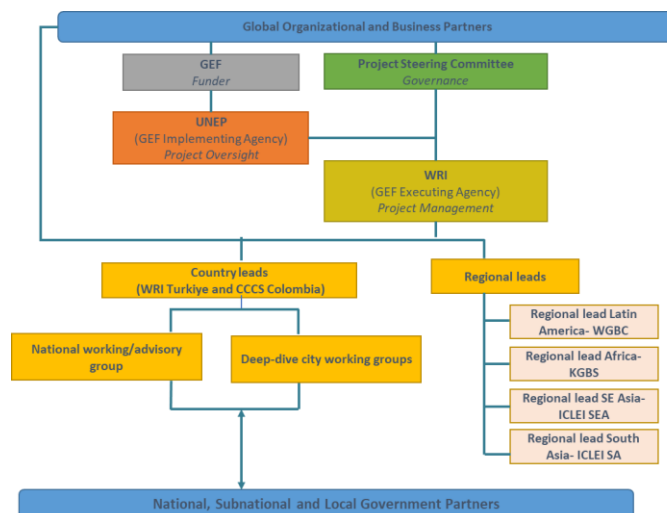 Global Organizational and Business Partners
GEF
Funder
Project Steering Committee
Governance
UNEP
(GEF Implementing Agency)
Project Oversight
WRI
(GEF Executing Agency)
Project Management
Country leads
(WRI Turkiye and CCCS Colombia)
Regional leads
National working/advisory
group
Deep-dive city working groups
Regional lead Latin
America- WGBC
Regional lead Africa-
KGBS
Regional lead SE Asia-
ICLEI SEA
Regional lead South
Asia- ICLEI SA
National, Subnational and Local Government Partners